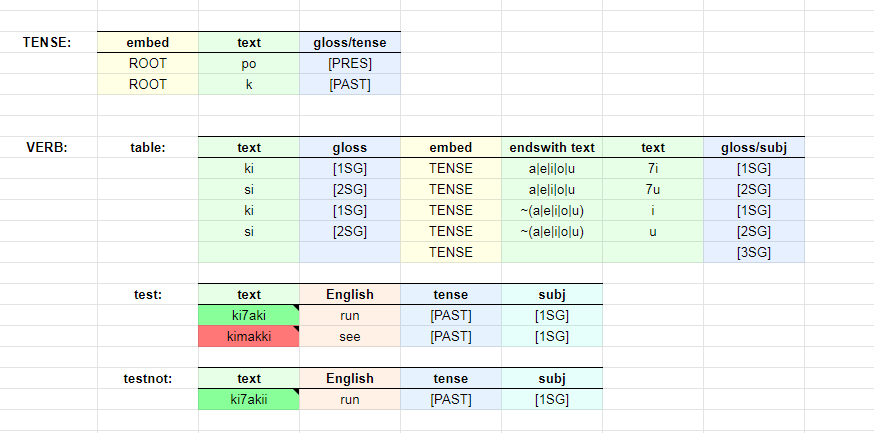 TENSE: embed text gloss/tense
ROOT po [PRES]
ROOT k [PAST]
VERB: table: text gloss embed endswith text text gloss/subj
ki [1SG] TENSE a|e|i|o|u 7i [1SG]
si [2SG] TENSE a|e|i|o|u 7u [2SG]
ki [1SG] TENSE ~(a|e|i|o|u) i [1SG]
si [2SG] TENSE ~(a|e|i|o|u) u [2SG]
TENSE [3SG]
test: text English tense subj
ki7aki run [PAST] [1SG]
kimakki see [PAST] [1SG]
testnot: text English tense subj
ki7akii run [PAST] [1SG]